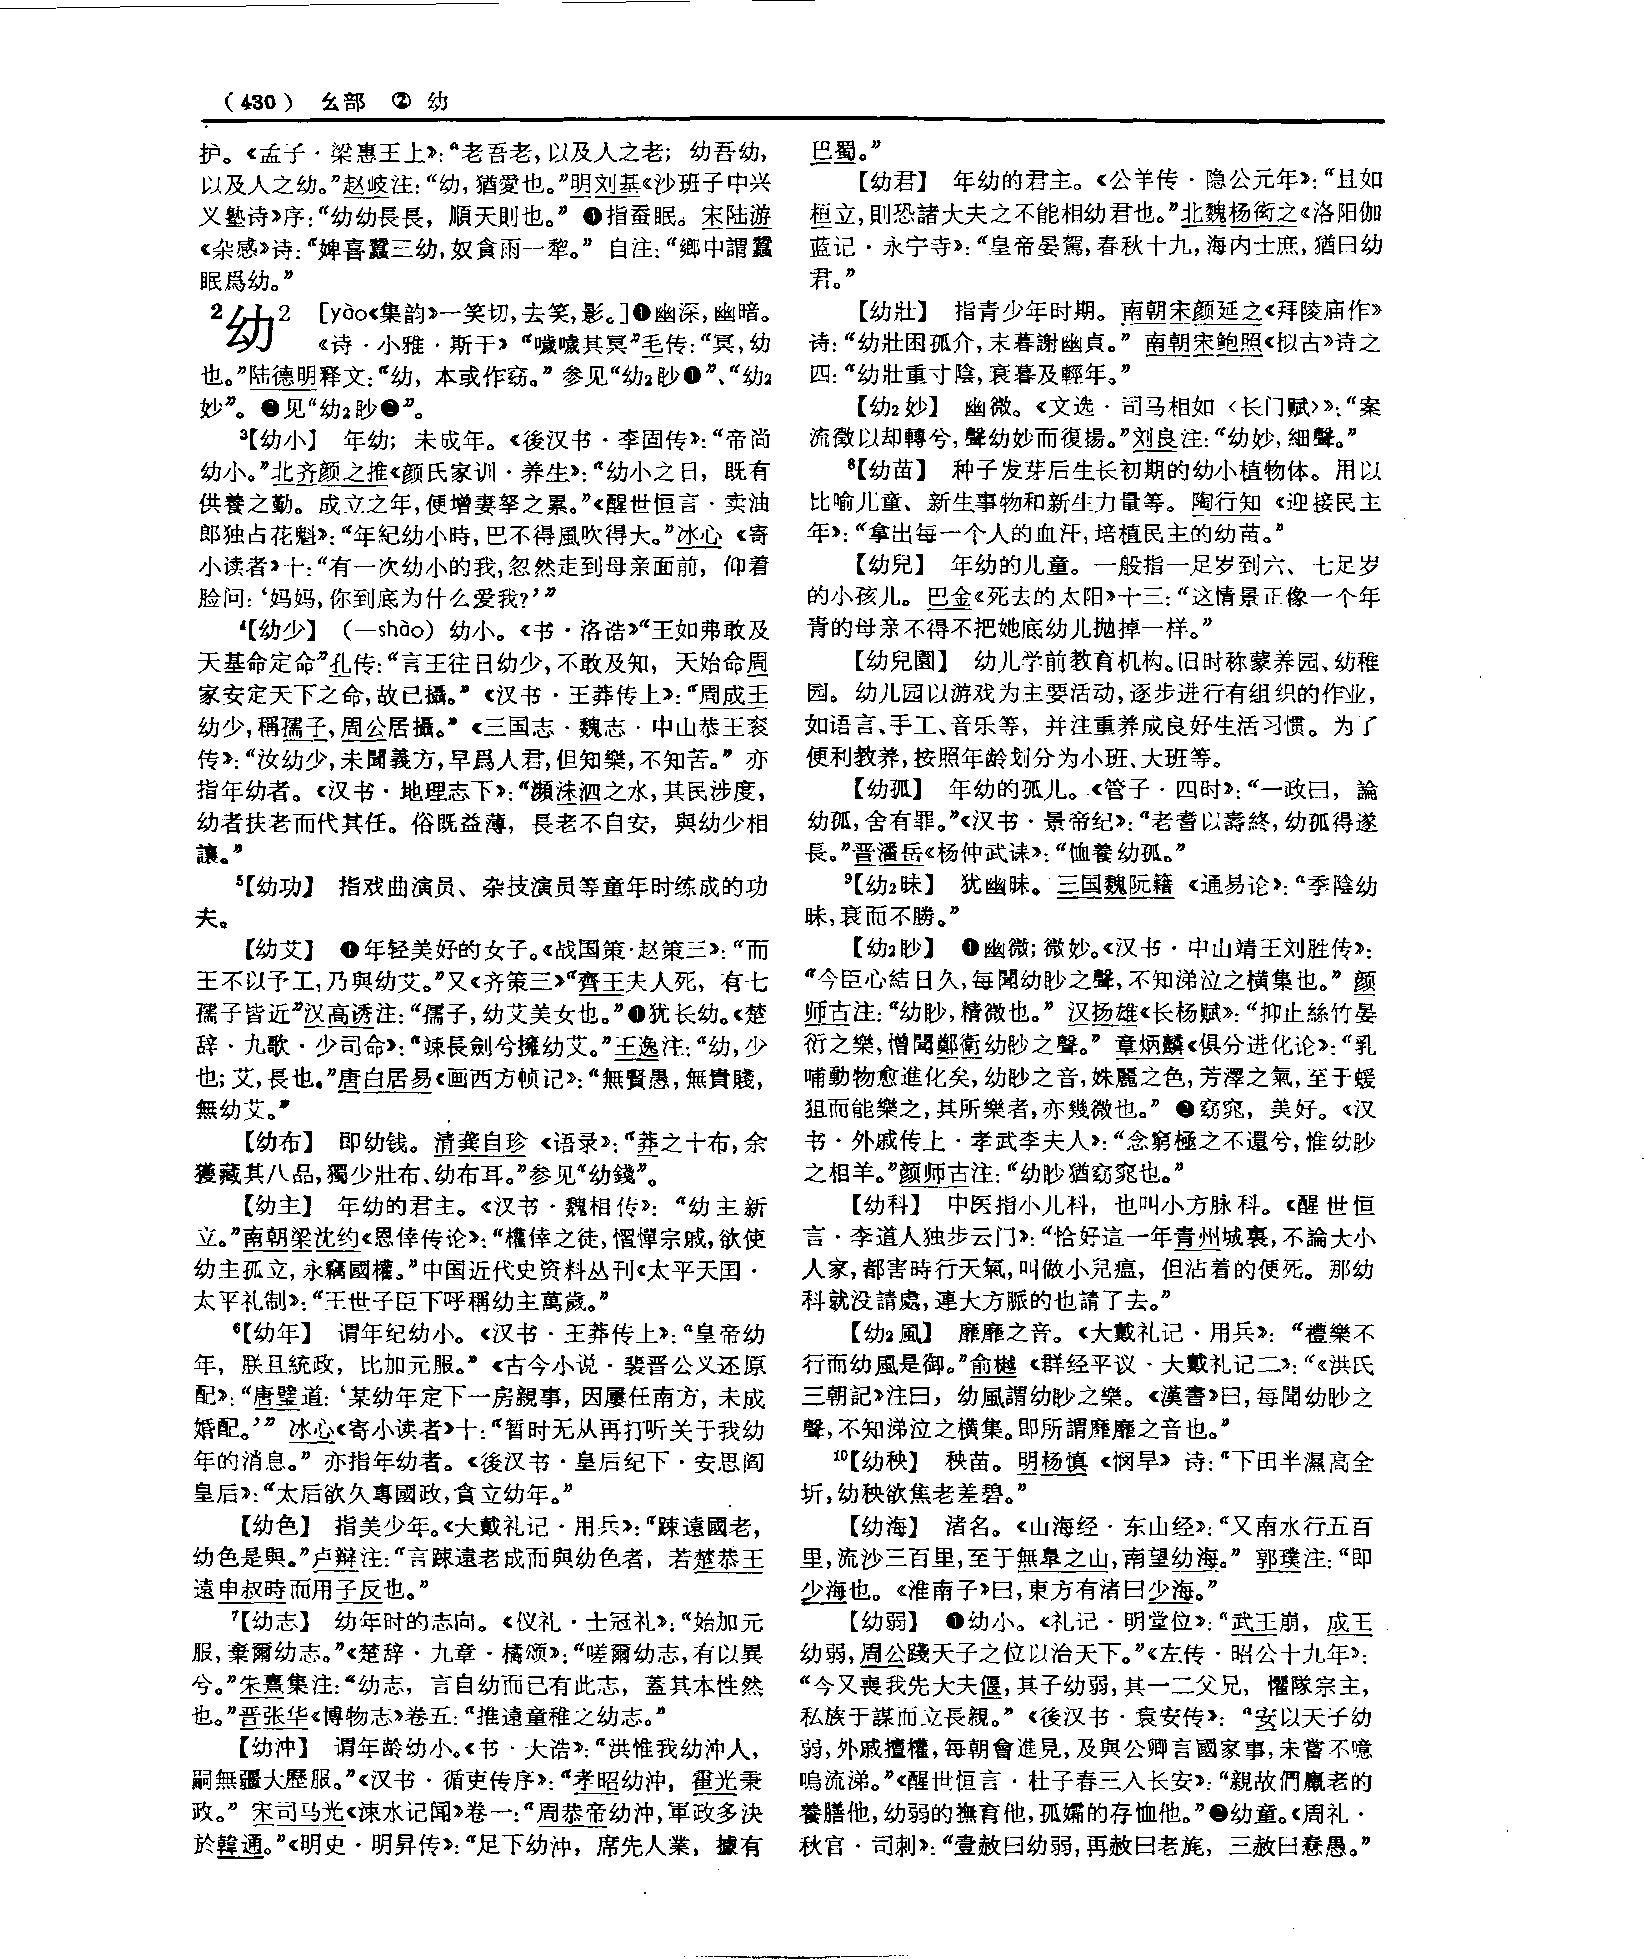 （430） 幺部 ② 幼
护。《孟子·梁惠王上》：“老吾老，以及人之老；幼吾幼，
以及人之幼。”赵岐注：“幼，猶愛也。”明刘基《沙班子中兴
义塾诗》序：“幼幼長長，順天則也。” 指蚕眠。宋陆游
《杂感》诗：“婢喜蠶三幼，奴貪雨一犂。” 自注：“鄉中謂蠶
眠爲幼。”
2幼2 [yào《集韵》一笑切，去笑，影。]❶幽深，幽暗。
《诗·小雅·斯干》“噦噦其冥”毛传：“冥，幼
也。”陆德明释文：“幼，本或作窈。”参见“幼2眇❶”、“幼2
妙”。❷见“幼2眇❷”。
3【幼小】 年幼；未成年。《後汉书·李固传》：“帝尚
幼小。”北齐颜之推《颜氏家训·养生》：“幼小之日，既有
供養之勤。成立之年，便增妻孥之累。”《醒世恒言·卖油
郎独占花魁》：“年紀幼小時，巴不得風吹得大。”冰心《寄
小读者》十：“有一次幼小的我，忽然走到母亲面前，仰着
脸问：‘妈妈，你到底为什么爱我？’”
4【幼少】 （—shào）幼小。《书·洛诰》“王如弗敢及
天基命定命”孔传：“言王往日幼少，不敢及知，天始命周
家安定天下之命，故已攝。”《汉书·王莽传上》：“周成王
幼少，稱孺子，周公居攝。”《三国志·魏志·中山恭王衮
传》：“汝幼少，未聞義方，早爲人君，但知樂，不知苦。” 亦
指年幼者。《汉书·地理志下》：“瀕洙泗之水，其民涉度，
幼者扶老而代其任。俗既益薄，長老不自安，與幼少相
讓。”
5【幼功】 指戏曲演员、杂技演员等童年时练成的功
夫。
【幼艾】 ❶年轻美好的女子。《战国策·赵策三》：“而
王不以予工，乃與幼艾。”又《齐策三》“齊王夫人死，有七
孺子皆近”汉高诱注：“孺子，幼艾美女也。”犹长幼。《楚
辞·九歌·少司命》：“竦長劍兮擁幼艾。”王逸注：“幼，少
也；艾，長也。”唐白居易《画西方帧记》：“無賢愚，無貴賤，
無幼艾。”
【幼布】 即幼钱。清龚自珍《语录》：“莽之十布，余
獲藏其八品，獨少壯布、幼布耳。”参见“幼錢”。
【幼主】 年幼的君主。《汉书·魏相传》：“幼主新
立。”南朝梁沈约《恩倖传论》：“權倖之徒，慴憚宗戚，欲使
幼主孤立，永竊國權。”中国近代史资料丛刊《太平天囯·
太平礼制》：“王世子臣下呼稱幼主萬歲。”
6【幼年】 谓年纪幼小。《汉书·王莽传上》：“皇帝幼
年，朕且統政，比加元服。”《古今小说·裴晋公义还原
配》：“唐璧道：‘某幼年定下一房親事，因屢任南方，未成
婚配。’” 冰心《寄小读者》十：“暂时无从再打听关于我幼
年的消息。” 亦指年幼者。《後汉书·皇后纪下·安思阎
皇后》：“太后欲久專國政，貪立幼年。”
【幼色】 指美少年。《大戴礼记·用兵》：“踈遠國老，
幼色是與。”卢辩注：“言踈遠老成而與幼色者，若楚恭王
遠申叔時而用子反也。”
7【幼志】 幼年时的志向。《仪礼·士冠礼》：“始加元
服，棄爾幼志。”《楚辞·九章·橘颂》：“嗟爾幼志，有以異
兮。”朱熹集注：“幼志，言自幼而已有此志，蓋其本性然
也。”晋张华《博物志》卷五：“推遠童稚之幼志。”
【幼沖】 谓年龄幼小。《书·大诰》：“洪惟我幼沖人，
嗣無疆大歷服。”《汉书·循吏传序》：“孝昭幼沖，霍光秉
政。” 宋司马光《涑水记闻》卷一：“周恭帝幼沖，軍政多決
於韓通。”《明史·明昇传》：“足下幼沖，席先人業，據有
巴蜀。”
【幼君】 年幼的君主。《公羊传·隐公元年》：“且如
桓立，則恐諸大夫之不能相幼君也。”北魏杨衒之《洛阳伽
蓝记·永宁寺》：“皇帝晏駕，春秋十九，海内士庶，猶曰幼
君。”
【幼壯】 指青少年时期。南朝宋颜延之《拜陵庙作》
诗：“幼壯困孤介，末暮謝幽貞。” 南朝宋鲍照《拟古》诗之
四：“幼壯重寸陰，衰暮及輕年。”
【幼2妙】 幽微。《文选·司马相如〈长门赋〉》：“案
流徵以却轉兮，聲幼妙而復揚。”刘良注：“幼妙，細聲。”
8【幼苗】 种子发芽后生长初期的幼小植物体。用以
比喻儿童、新生事物和新生力量等。陶行知《迎接民主
年》：“拿出每一个人的血汗，培植民主的幼苗。”
【幼兒】 年幼的儿童。一般指一足岁到六、七足岁
的小孩儿。巴金《死去的太阳》十三：“这情景正像一个年
青的母亲不得不把她底幼儿抛掉一样。”
【幼兒園】 幼儿学前教育机构。旧时称蒙养园、幼稚
园。幼儿园以游戏为主要活动，逐步进行有组织的作业，
如语言、手工、音乐等，并注重养成良好生活习惯。为了
便利教养，按照年龄划分为小班、大班等。
【幼孤】 年幼的孤儿。《管子·四时》：“一政曰，論
幼孤，舍有罪。”《汉书·景帝纪》：“老耆以壽終，幼孤得遂
長。”晋潘岳《杨仲武诔》：“恤養幼孤。”
9【幼2昧】 犹幽昧。三国魏阮籍《通易论》：“季陰幼
昧，衰而不勝。”
【幼2眇】 ❶幽微；微妙。《汉书·中山靖王刘胜传》：
“今臣心結日久，每聞幼眇之聲，不知涕泣之横集也。” 颜
师古注：“幼眇，精微也。” 汉扬雄《长杨赋》：“抑止絲竹晏
衍之樂，憎聞鄭衛幼眇之聲。” 章炳麟《俱分进化论》：“乳
哺動物愈進化矣，幼眇之音，姝麗之色，芳澤之氣，至于蝯
狙而能樂之，其所樂者，亦幾微也。” ❷窈窕，美好。《汉
书·外戚传上·孝武李夫人》：“念窮極之不還兮，惟幼眇
之相羊。”颜师古注：“幼眇猶窈窕也。”
【幼科】 中医指小儿科，也叫小方脉科。《醒世恒
言·李道人独步云门》：“恰好這一年青州城裏，不論大小
人家，都害時行天氣，叫做小兒瘟，但沾着的便死。那幼
科就没請處，連大方脈的也請了去。”
【幼2風】 靡靡之音。《大戴礼记·用兵》：“禮樂不
行而幼風是御。”俞樾《群经平议·大戴礼记二》：“《洪氏
三朝記》注曰，幼風謂幼眇之樂。《漢書》曰，每聞幼眇之
聲，不知涕泣之横集。即所謂靡靡之音也。”
10【幼秧】 秧苗。明杨慎《悯旱》诗：“下田半濕高全
圻，幼秧欲焦老差碧。”
【幼海】 渚名。《山海经·东山经》：“又南水行五百
里，流沙三百里，至于無臯之山，南望幼海。” 郭璞注：“即
少海也。《淮南子》曰，東方有渚曰少海。”
【幼弱】 ❶幼小。《礼记·明堂位》：“武王崩，成王
幼弱，周公踐天子之位以治天下。”《左传·昭公十九年》：
“今又喪我先大夫偃，其子幼弱，其一二父兄，懼隊宗主，
私族于謀而立長親。”《後汉书·袁安传》：“安以天子幼
弱，外戚擅權，每朝會進見，及與公卿言國家事，未嘗不噫
嗚流涕。”《醒世恒言·杜子春三入长安》：“親故們羸老的
養膳他，幼弱的撫育他，孤孀的存恤他。”❷幼童。《周礼·
秋官·司刺》：“壹赦曰幼弱，再赦曰老旄，三赦曰惷愚。”